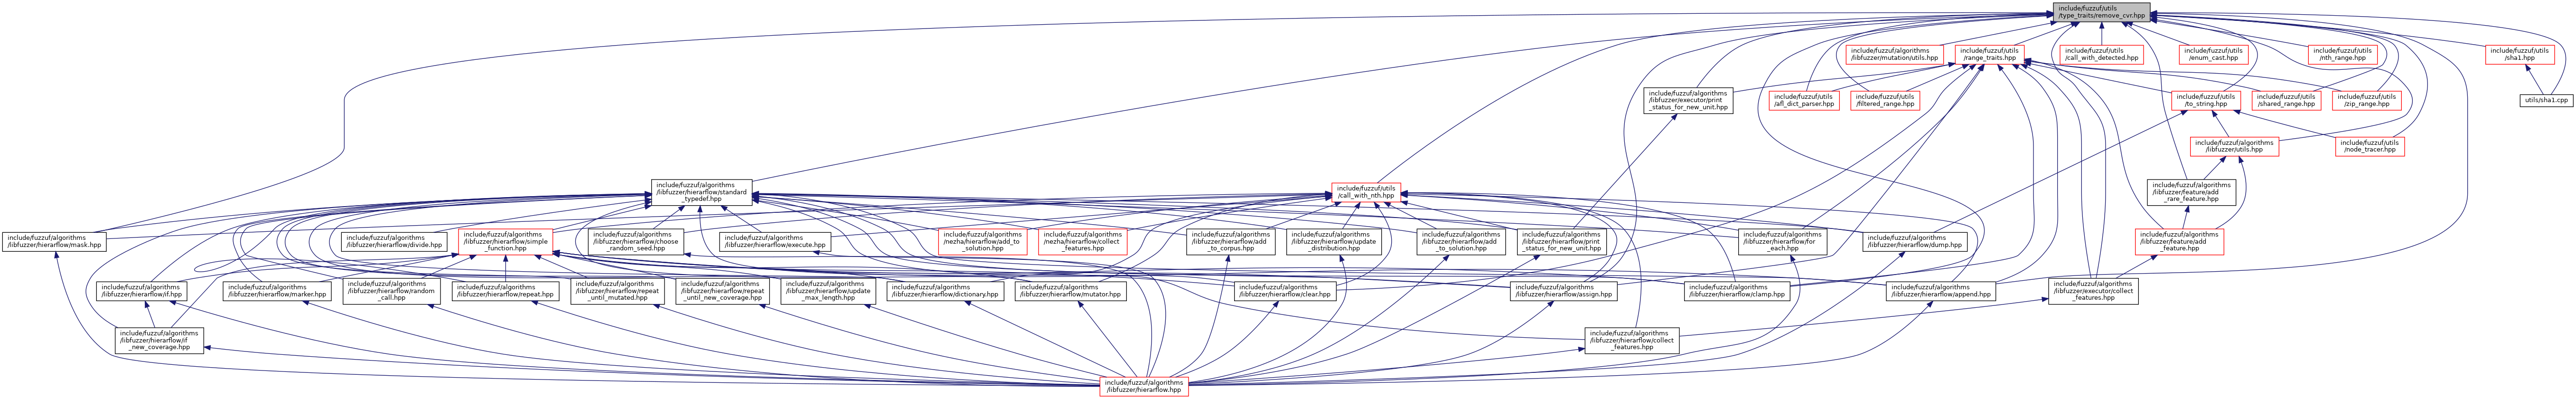 include/fuzzuf/utils
/type_traits/remove_cvr.hpp
include/fuzzuf/algorithms
/libfuzzer/mutation/utils.hpp
include/fuzzuf/utils
/range_traits.hpp
include/fuzzuf/utils
/call_with_detected.hpp
include/fuzzuf/utils
/enum_cast.hpp
include/fuzzuf/utils
/nth_range.hpp
include/fuzzuf/utils
/sha1.hpp
include/fuzzuf/algorithms
/libfuzzer/executor/print
_status_for_new_unit.hpp
include/fuzzuf/utils
/afl_dict_parser.hpp
include/fuzzuf/utils
/filtered_range.hpp
include/fuzzuf/utils
/to_string.hpp
include/fuzzuf/utils
/shared_range.hpp
include/fuzzuf/utils
/zip_range.hpp
utils/sha1.cpp
include/fuzzuf/algorithms
/libfuzzer/utils.hpp
include/fuzzuf/utils
/node_tracer.hpp
include/fuzzuf/algorithms
/libfuzzer/hierarflow/standard
_typedef.hpp
include/fuzzuf/utils
/call_with_nth.hpp
include/fuzzuf/algorithms
/libfuzzer/feature/add
_rare_feature.hpp
include/fuzzuf/algorithms
/libfuzzer/hierarflow/mask.hpp
include/fuzzuf/algorithms
/libfuzzer/hierarflow/divide.hpp
include/fuzzuf/algorithms
/libfuzzer/hierarflow/simple
_function.hpp
include/fuzzuf/algorithms
/libfuzzer/hierarflow/choose
_random_seed.hpp
include/fuzzuf/algorithms
/libfuzzer/hierarflow/execute.hpp
include/fuzzuf/algorithms
/nezha/hierarflow/add_to
_solution.hpp
include/fuzzuf/algorithms
/nezha/hierarflow/collect
_features.hpp
include/fuzzuf/algorithms
/libfuzzer/hierarflow/add
_to_corpus.hpp
include/fuzzuf/algorithms
/libfuzzer/hierarflow/update
_distribution.hpp
include/fuzzuf/algorithms
/libfuzzer/hierarflow/add
_to_solution.hpp
include/fuzzuf/algorithms
/libfuzzer/hierarflow/print
_status_for_new_unit.hpp
include/fuzzuf/algorithms
/libfuzzer/hierarflow/for
_each.hpp
include/fuzzuf/algorithms
/libfuzzer/hierarflow/dump.hpp
include/fuzzuf/algorithms
/libfuzzer/feature/add
_feature.hpp
include/fuzzuf/algorithms
/libfuzzer/hierarflow/if.hpp
include/fuzzuf/algorithms
/libfuzzer/hierarflow/marker.hpp
include/fuzzuf/algorithms
/libfuzzer/hierarflow/random
_call.hpp
include/fuzzuf/algorithms
/libfuzzer/hierarflow/repeat.hpp
include/fuzzuf/algorithms
/libfuzzer/hierarflow/repeat
_until_mutated.hpp
include/fuzzuf/algorithms
/libfuzzer/hierarflow/repeat
_until_new_coverage.hpp
include/fuzzuf/algorithms
/libfuzzer/hierarflow/update
_max_length.hpp
include/fuzzuf/algorithms
/libfuzzer/hierarflow/dictionary.hpp
include/fuzzuf/algorithms
/libfuzzer/hierarflow/mutator.hpp
include/fuzzuf/algorithms
/libfuzzer/hierarflow/clear.hpp
include/fuzzuf/algorithms
/libfuzzer/hierarflow/assign.hpp
include/fuzzuf/algorithms
/libfuzzer/hierarflow/clamp.hpp
include/fuzzuf/algorithms
/libfuzzer/hierarflow/append.hpp
include/fuzzuf/algorithms
/libfuzzer/executor/collect
_features.hpp
include/fuzzuf/algorithms
/libfuzzer/hierarflow/if
_new_coverage.hpp
include/fuzzuf/algorithms
/libfuzzer/hierarflow/collect
_features.hpp
include/fuzzuf/algorithms
/libfuzzer/hierarflow.hpp